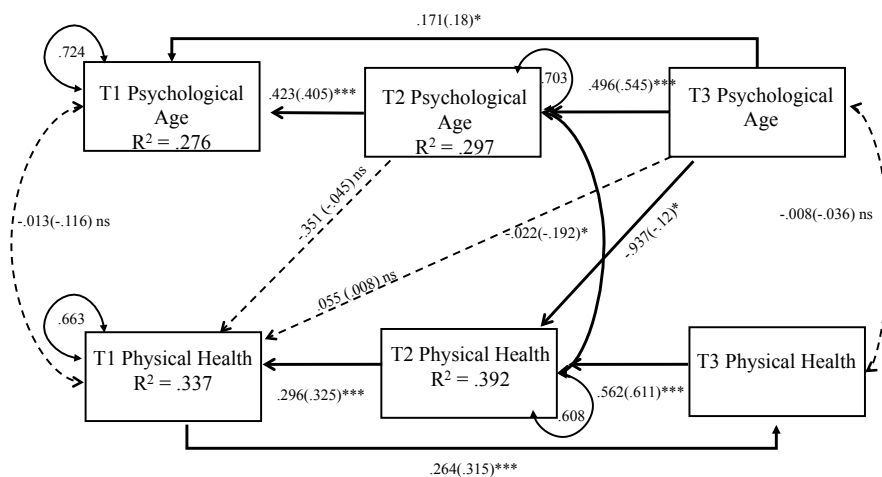 .171(.18)*
.724
T1 Psychological
Age
R² = .276
.423(.405)***
T2 Psychological
Age
R² = .297
.703
.496(.545)***
T3 Psychological
Age
-.013(-.116) ns
-.351 (-.045) ns
.055 (.008) ns
-.022(-.192)*
-.937(-.12)*
-.008(-.036) ns
.663
T1 Physical Health
R² = .337
.296(.325)***
T2 Physical Health
R² = .392
.608
.562(.611)***
T3 Physical Health
.264(.315)***